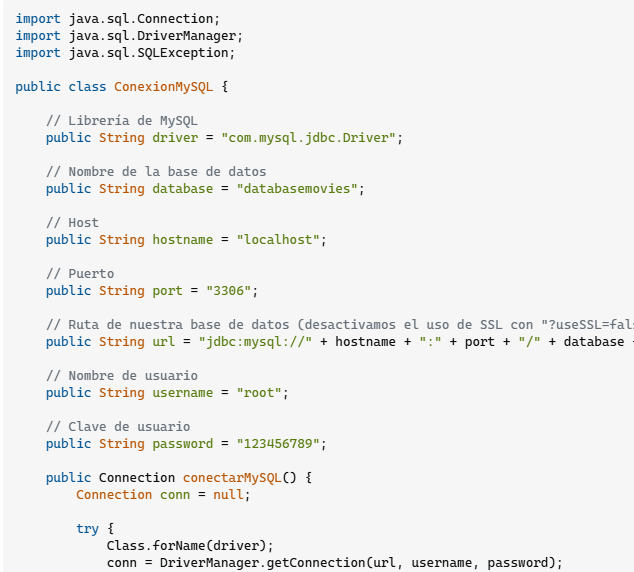 import java.sql.Connection;
import java.sql.DriverManager;
import java.sql.SQLException;
public class ConexionMySQL {
// Librería de MySQL
public String driver = "com.mysql.jdbc.Driver";
// Nombre de la base de datos
public String database = "databasemovies";
// Host
public String hostname = "localhost";
// Puerto
public String port = "3306";
// Ruta de nuestra base de datos (desactivamos el uso de SSL con "?useSSL=fals
public String url = "jdbc:mysql://" + hostname + ":" + port + "/" + database +
// Nombre de usuario
public String username = "root";
// Clave de usuario
public String password = "123456789";
public Connection conectarMySQL() {
Connection conn = null;
try {
Class.forName(driver);
conn = DriverManager.getConnection(url, username, password);